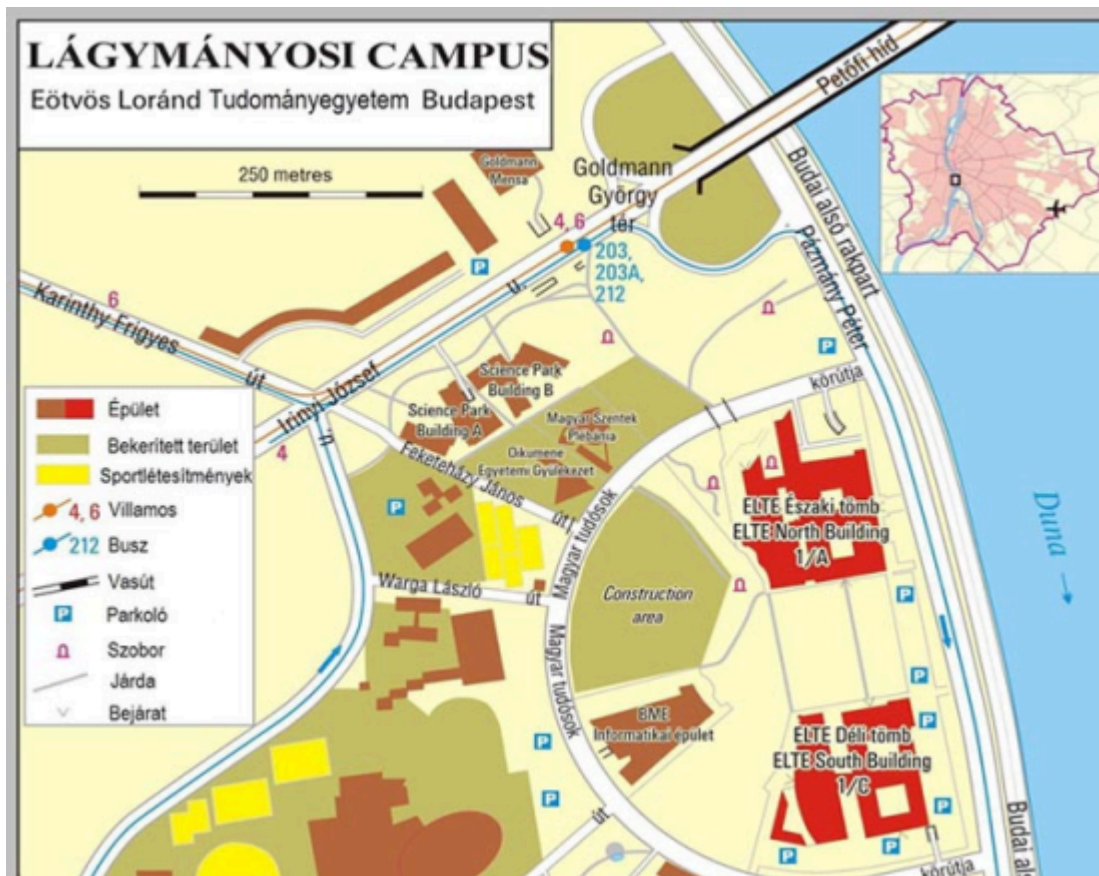 LÁGYMÁNYOSI CAMPUS
Eötvös Loránd Tudományegyetem Budapest
250 metres
Goldmann
Mensa
Goldmann
György
tér
4, 6
203,
203A,
212
Petőfi-híd
Budai alsó rakpart
Pázmány Péter
körútja
Karinthy Frigyes
út
6
Irinyi József
u.
4
u.
P
P
Science Park
Building B
Science Park
Building A
Magyar Szentek
Plébánia
Oikumene
Egyetemi Gyülekezet
Feketeházy János
út
Magyar tudósok
Épület
Bekerített terület
Sportlétesítmények
4, 6 Villamos
212 Busz
Vasút
P Parkoló
Szobor
Járda
Bejárat
P
ELTE Északi tömb
ELTE North Building
1/A
Duna
Warga László
út
Construction
area
P
Magyar tudósok
BME
Informatikai épület
P
P
ELTE Déli tömb
ELTE South Building
1/C
P
P
P
P
P
út
körútja
Budai als